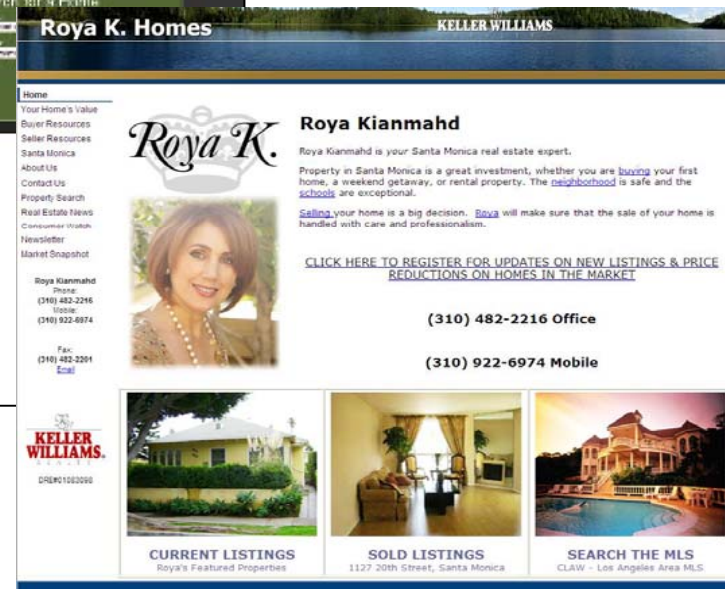 Roya K. Homes
KELLER WILLIAMS
Home
Your Home's Value
Buyer Resources
Seller Resources
Santa Monica
About Us
Contact Us
Property Search
Real Estate News
Consumer Watch
Newsletter
Market Snapshot
Roya Kianmahd
Phone:
(310) 482-2216
Mobile:
(310) 922-6974
Fax:
(310) 482-2201
Email
KELLER
WILLIAMS.
REALTY
DRE#01083098
Roya K.
Roya Kianmahd
Roya Kianmahd is your Santa Monica real estate expert.
Property in Santa Monica is a great investment, whether you are buying your first
home, a weekend getaway, or rental property. The neighborhood is safe and the
schools are exceptional.
Selling your home is a big decision. Roya will make sure that the sale of your home is
handled with care and professionalism.
CLICK HERE TO REGISTER FOR UPDATES ON NEW LISTINGS & PRICE
REDUCTIONS ON HOMES IN THE MARKET
(310) 482-2216 Office
(310) 922-6974 Mobile
CURRENT LISTINGS
Roya's Featured Properties
SOLD LISTINGS
1127 20th Street, Santa Monica
SEARCH THE MLS
CLAW - Los Angeles Area MLS